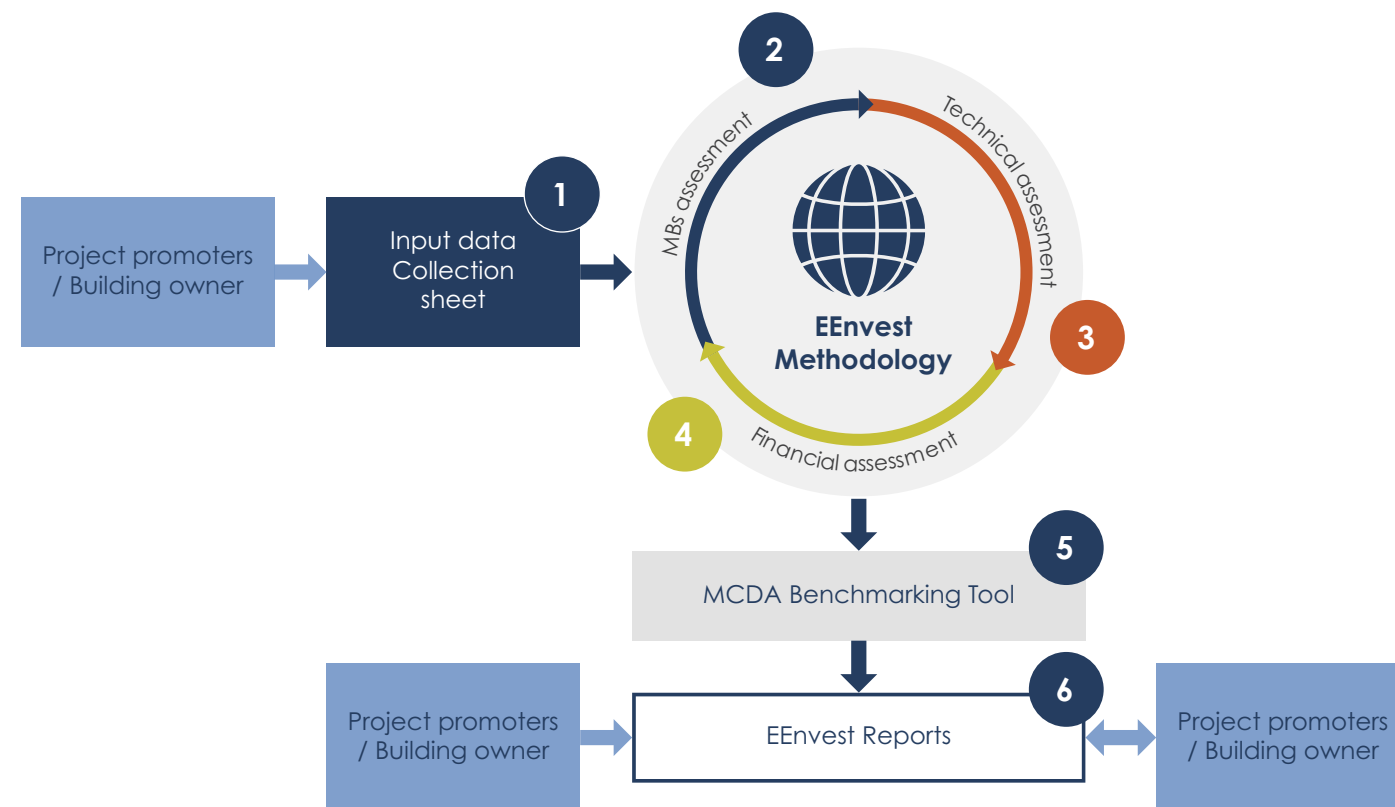 2
Technical assessment
MBs assessment
1
Project promoters
/ Building owner
Input data
Collection
sheet
EEnvest
Methodology
3
4
Financial assessment
5
MCDA Benchmarking Tool
6
Project promoters
/ Building owner
EEnvest Reports
Project promoters
/ Building owner